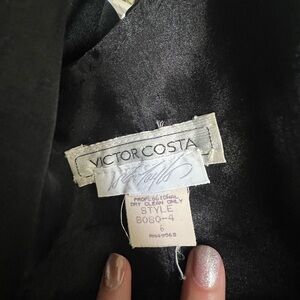 VICTOR COSTA
PROFESSIONAL
DRY CLEAN ONLY
STYLE
8080-4
6